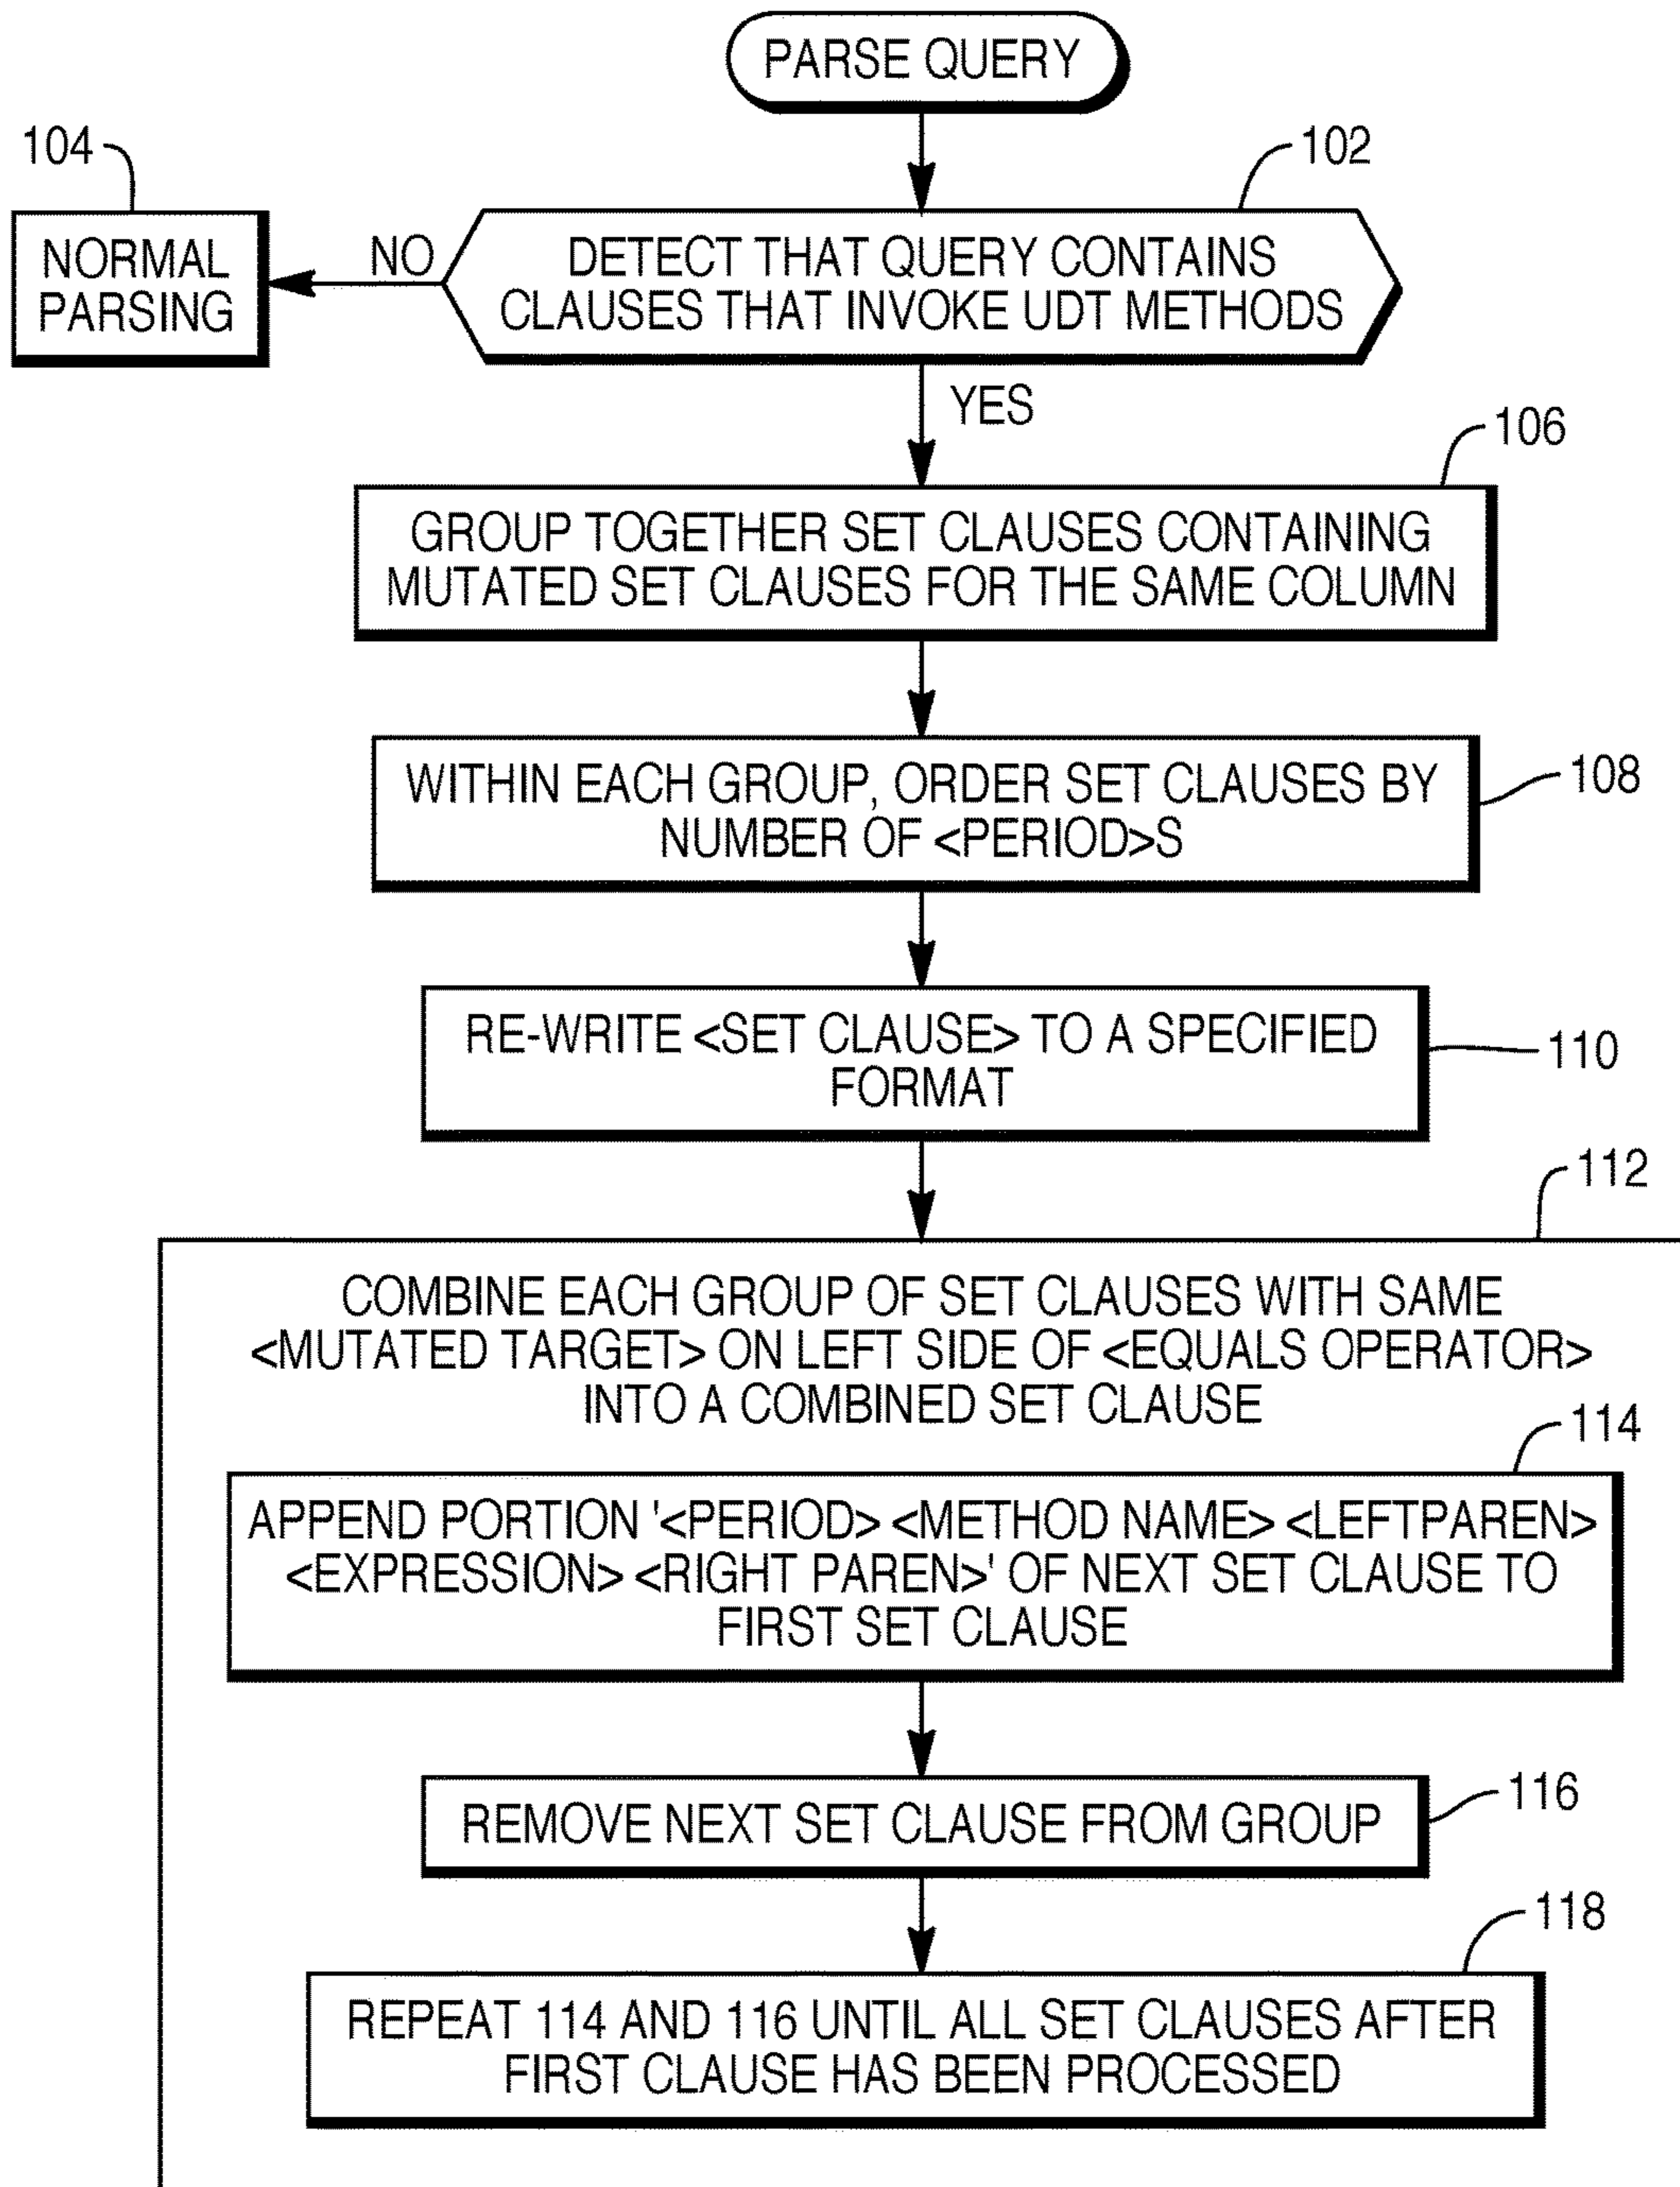 PARSE QUERY
104
102
NORMAL
PARSING
NO
DETECT THAT QUERY CONTAINS
CLAUSES THAT INVOKE UDT METHODS
YES
106
GROUP TOGETHER SET CLAUSES CONTAINING
MUTATED SET CLAUSES FOR THE SAME COLUMN
108
WITHIN EACH GROUP, ORDER SET CLAUSES BY
NUMBER OF <PERIOD>S
RE-WRITE <SET CLAUSE> TO A SPECIFIED
FORMAT
110
112
COMBINE EACH GROUP OF SET CLAUSES WITH SAME
<MUTATED TARGET> ON LEFT SIDE OF <EQUALS OPERATOR>
INTO A COMBINED SET CLAUSE
114
APPEND PORTION '<PERIOD> <METHOD NAME> <LEFTPAREN>
<EXPRESSION> <RIGHT PAREN>' OF NEXT SET CLAUSE TO
FIRST SET CLAUSE
116
REMOVE NEXT SET CLAUSE FROM GROUP
118
REPEAT 114 AND 116 UNTIL ALL SET CLAUSES AFTER
FIRST CLAUSE HAS BEEN PROCESSED